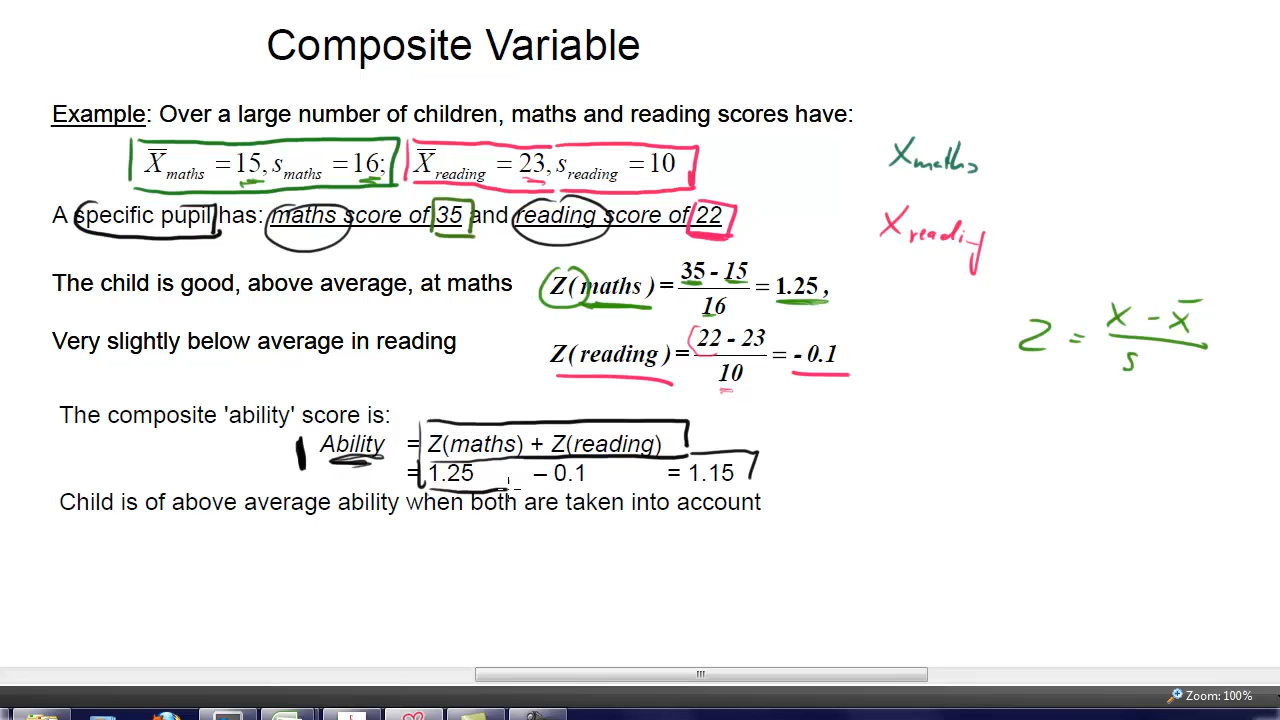 Composite Variable
Example: Over a large number of children, maths and reading scores have:
X̄maths = 15, smaths = 16; X̄reading = 23, sreading = 10
Xmaths
A specific pupil has: maths score of 35 and reading score of 22
Xreading
The child is good, above average, at maths Z( maths ) = 35 - 15 / 16 = 1.25 ,
Z = X - X̄ / s
Very slightly below average in reading Z( reading ) = 22 - 23 / 10 = - 0.1
The composite 'ability' score is:
Ability = Z(maths) + Z(reading)
= 1.25 – 0.1 = 1.15
Child is of above average ability when both are taken into account
Zoom: 100%